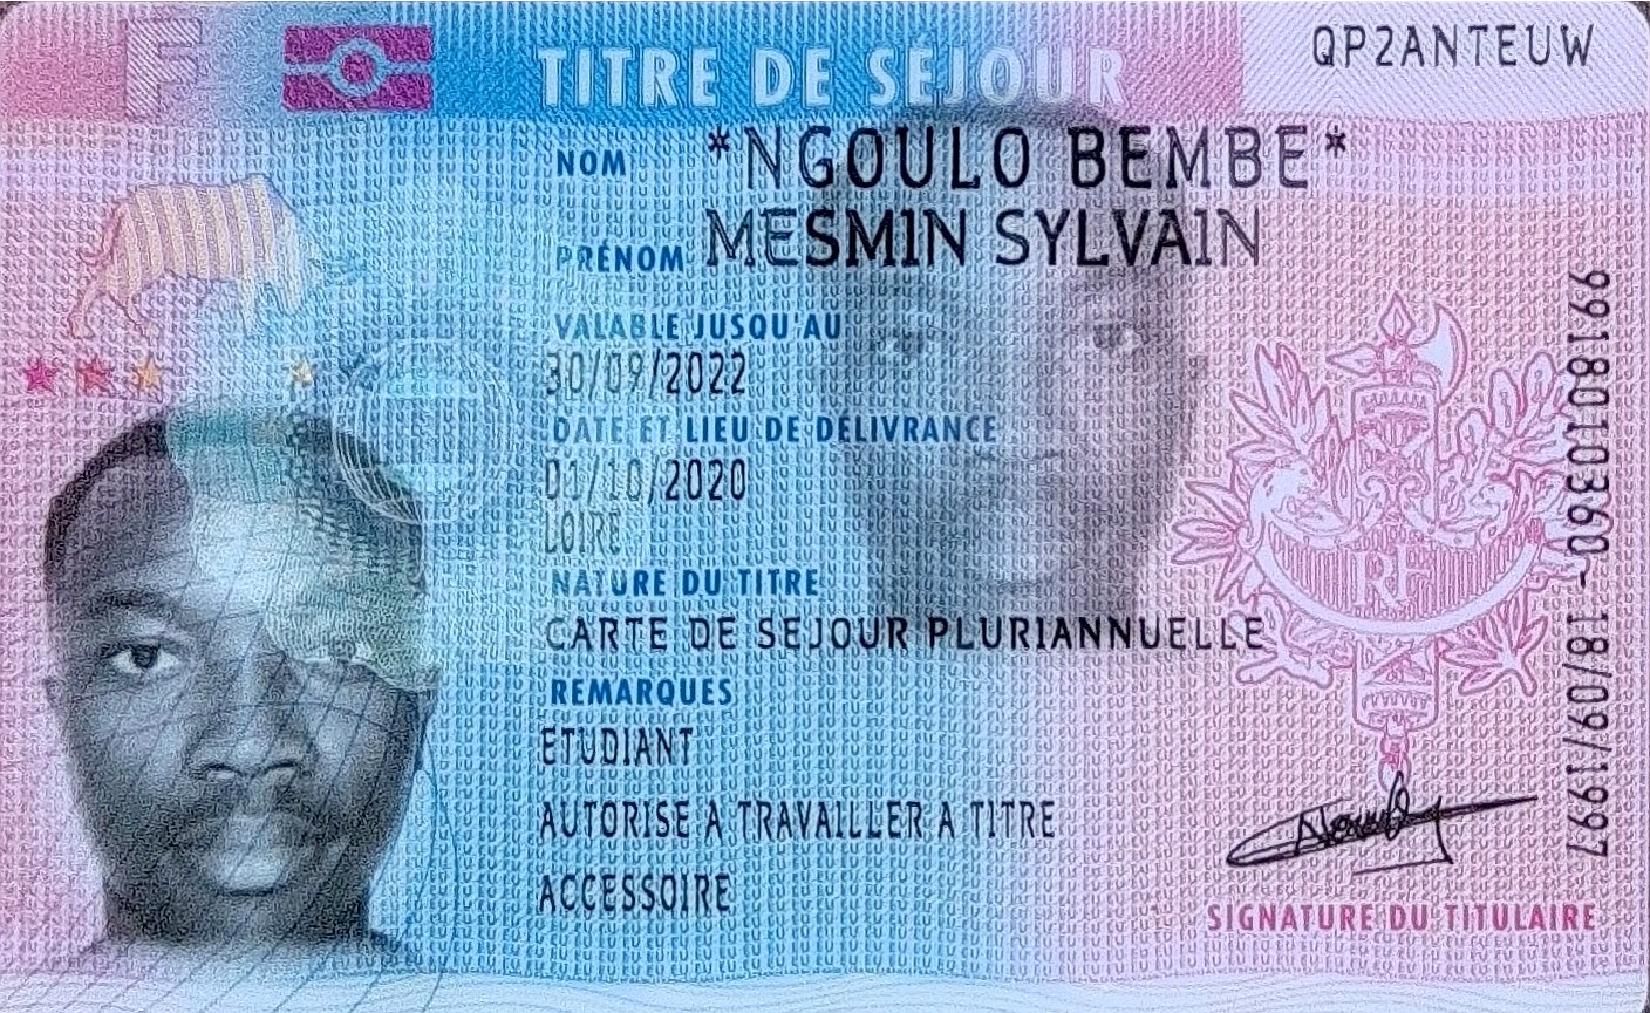 F
TITRE DE SÉJOUR
QP2ANTEUW
NOM *NGOULO BEMBE*
PRÉNOM MESMIN SYLVAIN
VALABLE JUSQU'AU
30/09/2022
DATE ET LIEU DE DÉLIVRANCE
01/10/2020
LOIRE
NATURE DU TITRE
CARTE DE SEJOUR PLURIANNUELLE
REMARQUES
ETUDIANT
AUTORISE A TRAVAILLER A TITRE
ACCESSOIRE
RF
SIGNATURE DU TITULAIRE
9918010360- 18/09/1997